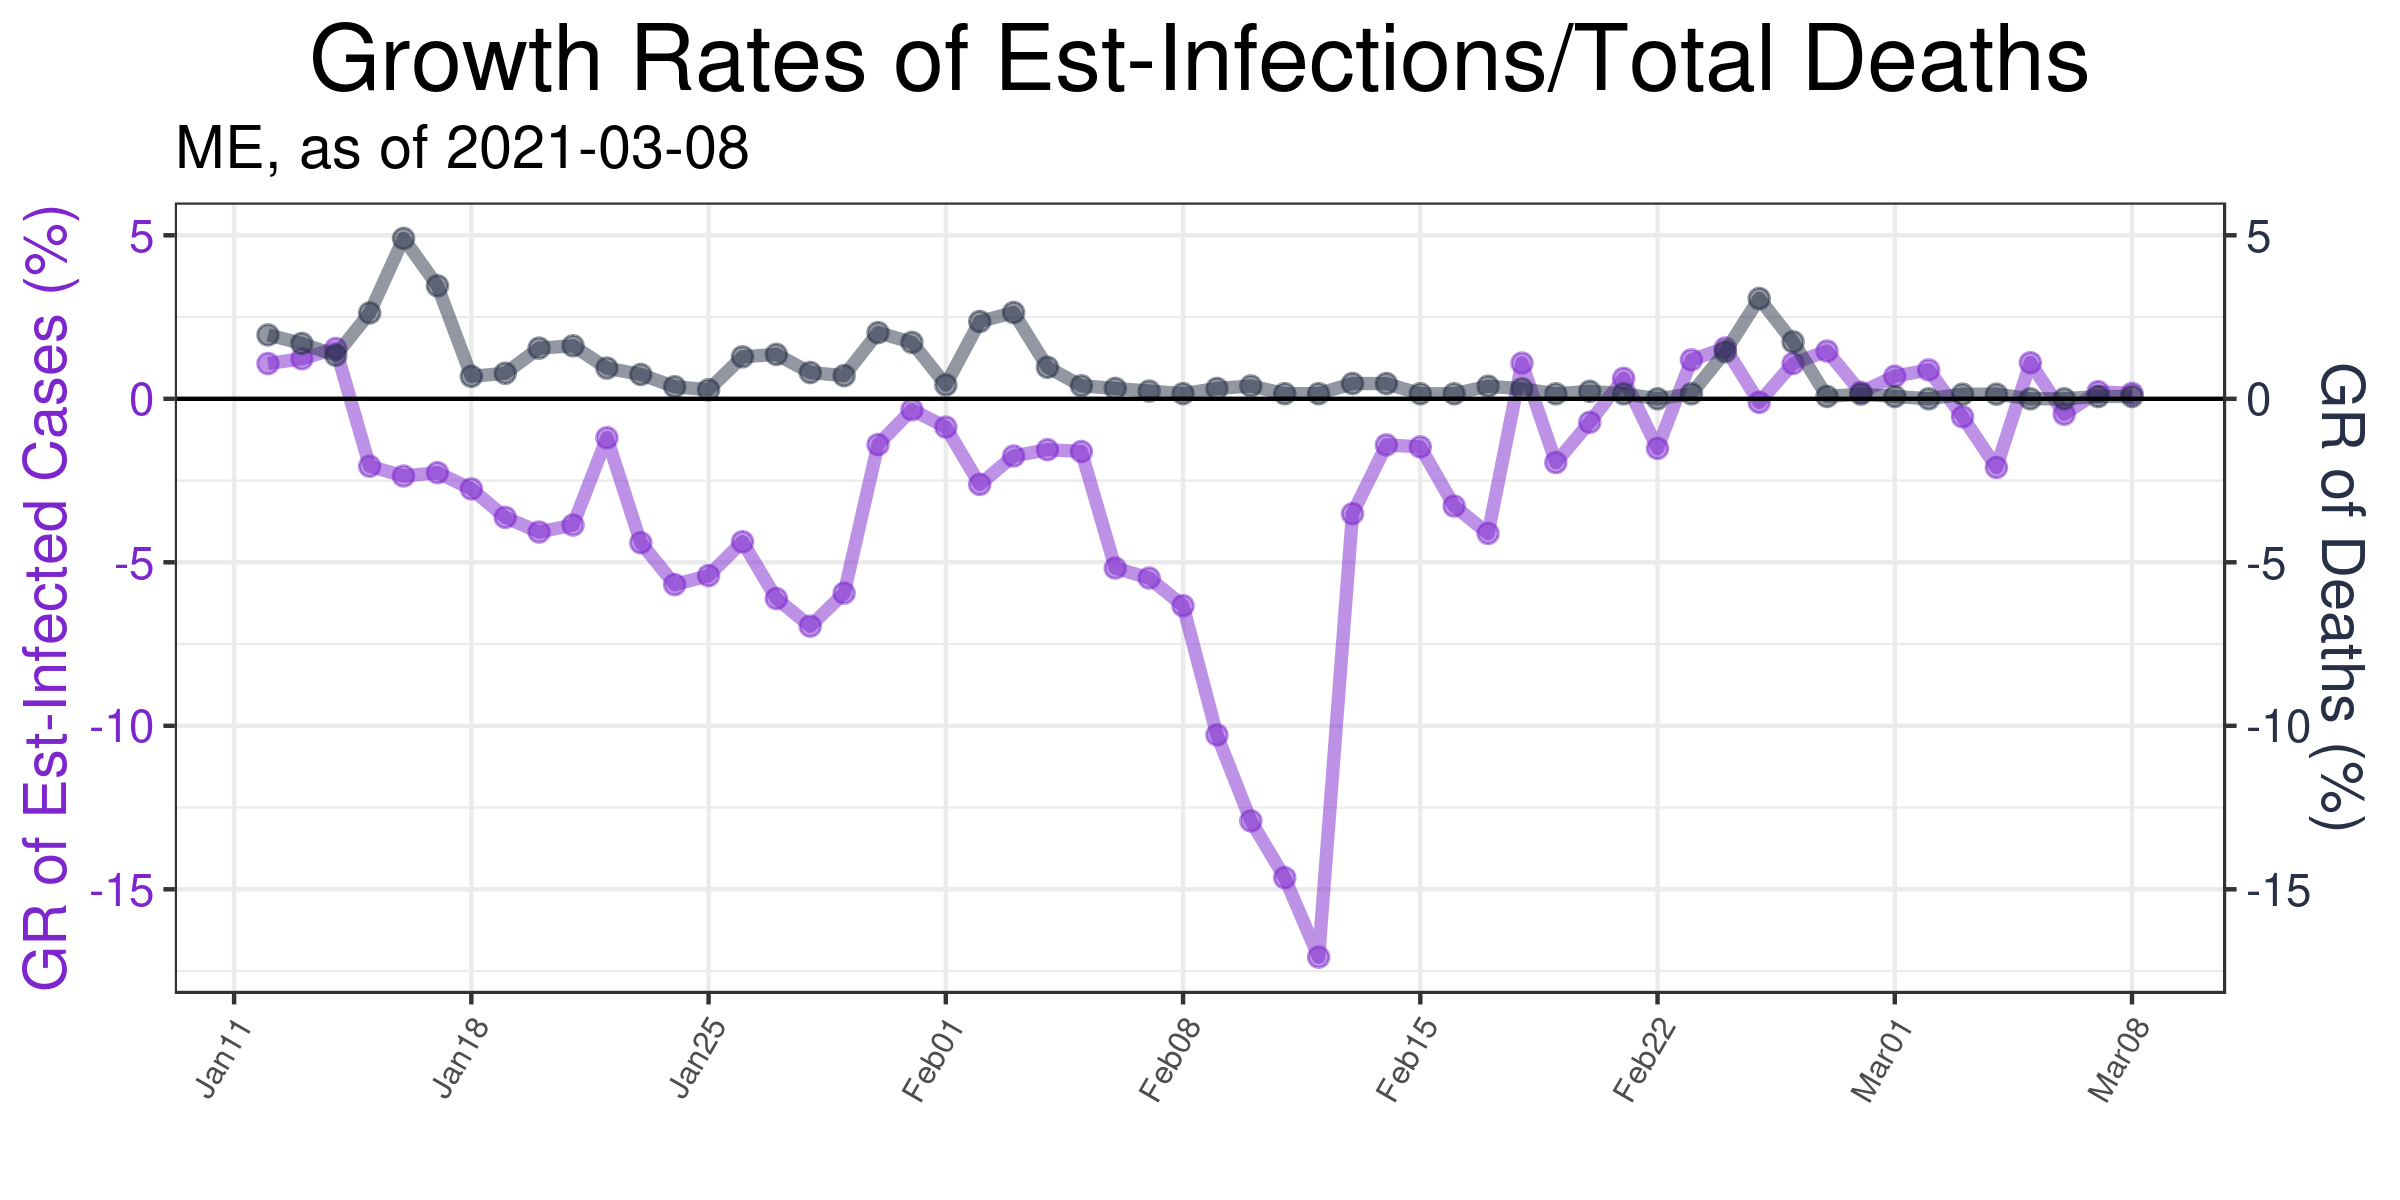 Growth Rates of Est-Infections/Total Deaths
ME, as of 2021-03-08
GR of Est-Infected Cases (%)
5
0
-5
-10
-15
5
0
-5
-10
-15
GR of Deaths (%)
Jan11
Jan18
Jan25
Feb01
Feb08
Feb15
Feb22
Mar01
Mar08